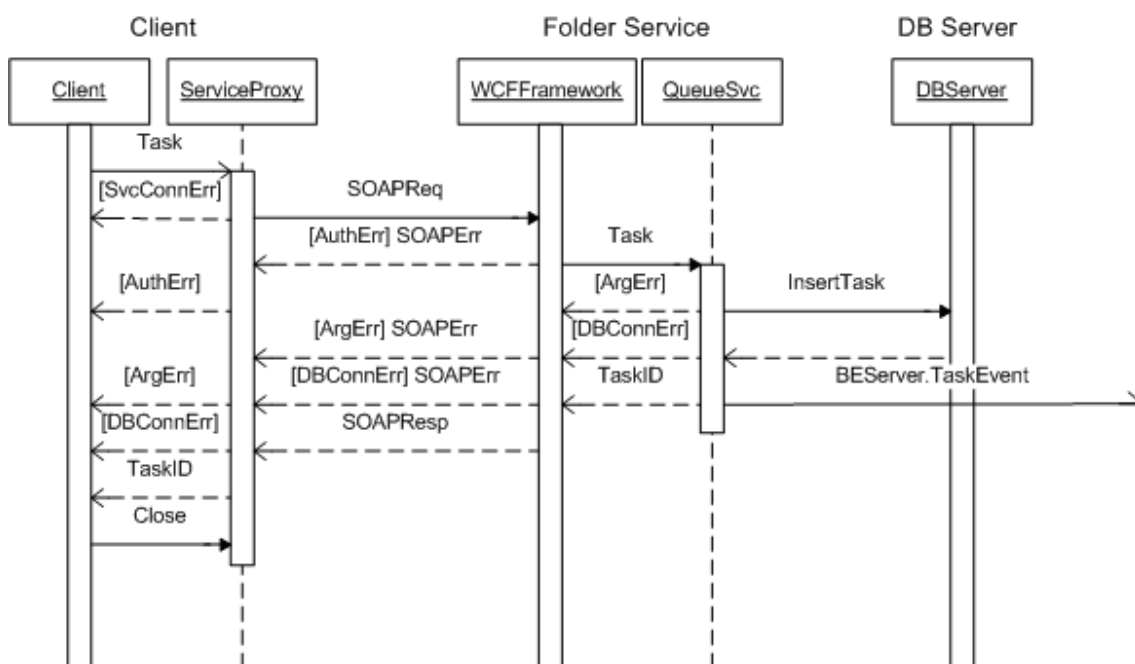 Client
Folder Service
DB Server
Client
ServiceProxy
WCFFramework
QueueSvc
DBServer
Task
[SvcConnErr]
SOAPReq
[AuthErr] SOAPErr
Task
[AuthErr]
[ArgErr]
InsertTask
[ArgErr] SOAPErr
[DBConnErr]
[ArgErr]
[DBConnErr] SOAPErr
TaskID
BEServer.TaskEvent
[DBConnErr]
SOAPResp
TaskID
Close